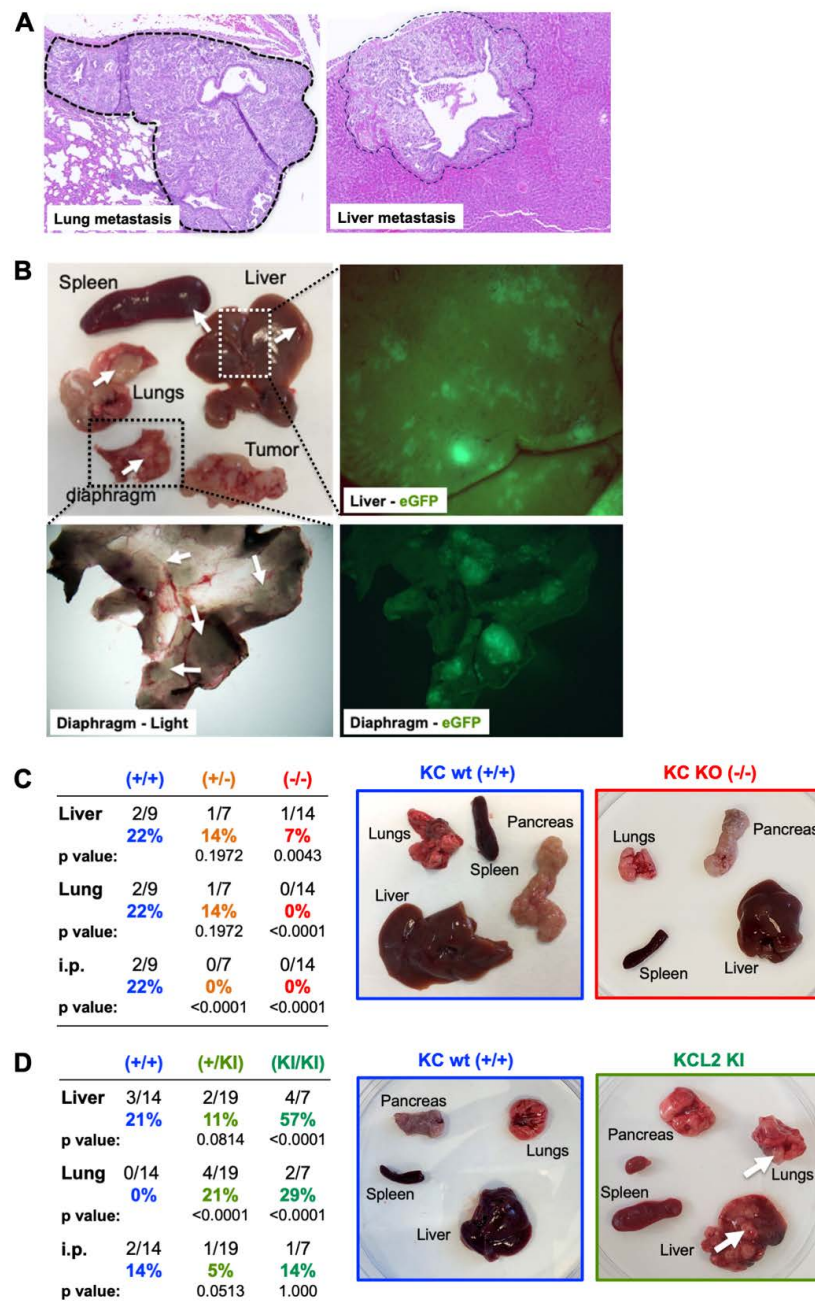 A
Lung metastasis
Liver metastasis
B
Spleen
Liver
Lungs
Tumor
diaphragm
Liver - eGFP
Diaphragm - Light
Diaphragm - eGFP
C
(+/+) (+/-) (-/-)
Liver 2/9 1/7 1/14
22% 14% 7%
p value: 0.1972 0.0043
Lung 2/9 1/7 0/14
22% 14% 0%
p value: 0.1972 <0.0001
i.p. 2/9 0/7 0/14
22% 0% 0%
p value: <0.0001 <0.0001
KC wt (+/+)
Lungs
Pancreas
Spleen
Liver
KC KO (-/-)
Lungs
Pancreas
Spleen
Liver
D
(+/+) (+/KI) (KI/KI)
Liver 3/14 2/19 4/7
21% 11% 57%
p value: 0.0814 <0.0001
Lung 0/14 4/19 2/7
0% 21% 29%
p value: <0.0001 <0.0001
i.p. 2/14 1/19 1/7
14% 5% 14%
p value: 0.0513 1.000
KC wt (+/+)
Pancreas
Lungs
Spleen
Liver
KCL2 KI
Pancreas
Lungs
Spleen
Liver